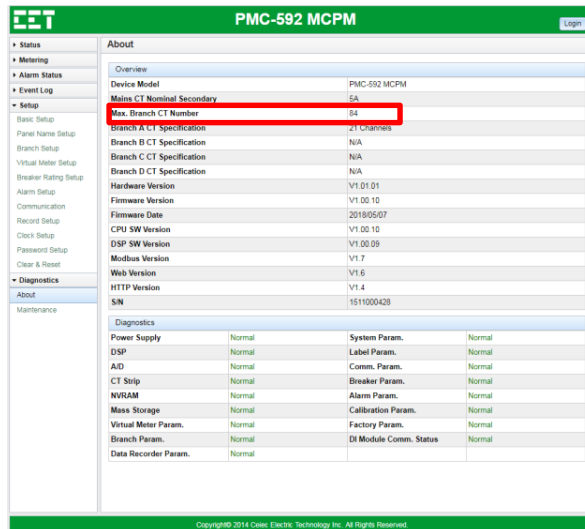 CET PMC-592 MCPM Login
Status
Metering
Alarm Status
Event Log
Setup
Basic Setup
Panel Name Setup
Branch Setup
Virtual Meter Setup
Breaker Rating Setup
Alarm Setup
Communication
Record Setup
Clock Setup
Password Setup
Clear & Reset
Diagnostics
About
Maintenance
About
Overview
Device Model PMC-592 MCPM
Mains CT Nominal Secondary 5A
Max. Branch CT Number 84
Branch A CT Specification 21 Channels
Branch B CT Specification N/A
Branch C CT Specification N/A
Branch D CT Specification N/A
Hardware Version V1.01.01
Firmware Version V1.00.10
Firmware Date 2018/05/07
CPU SW Version V1.00.10
DSP SW Version V1.00.09
Modbus Version V1.7
Web Version V1.6
HTTP Version V1.4
S/N 1511000428
Diagnostics
Power Supply Normal System Param. Normal
DSP Normal Label Param. Normal
A/D Normal Comm. Param. Normal
CT Strip Normal Breaker Param. Normal
NVRAM Normal Alarm Param. Normal
Mass Storage Normal Calibration Param. Normal
Virtual Meter Param. Normal Factory Param. Normal
Branch Param. Normal DI Module Comm. Status Normal
Data Recorder Param. Normal
Copyright© 2014 Ceiec Electric Technology Inc. All Rights Reserved.